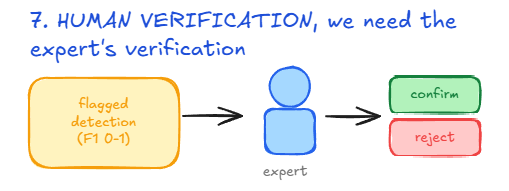 7. HUMAN VERIFICATION, we need the
expert's verification
flagged
detection
(F1 0-1)
expert
confirm
reject